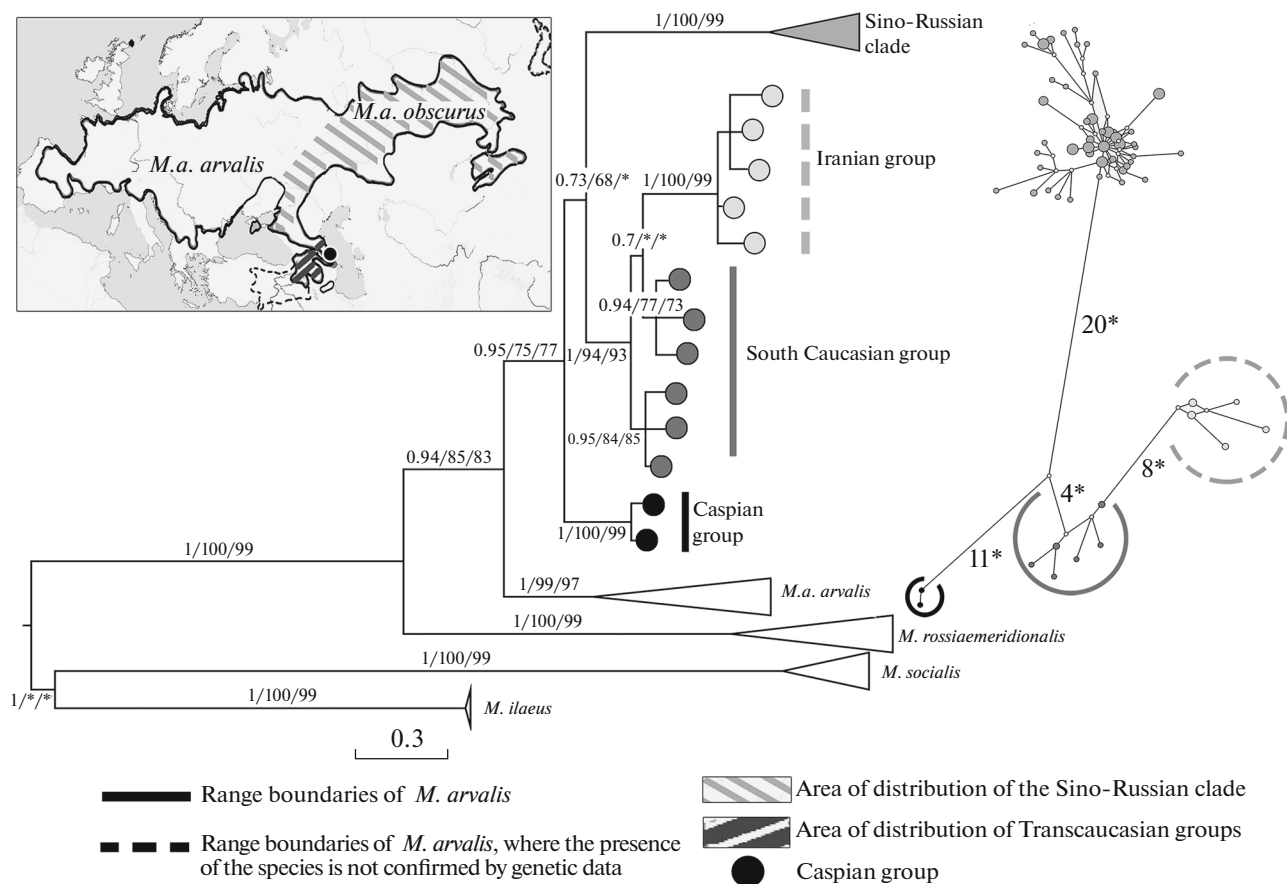 M.a. arvalis
M.a. obscurus
1/100/99
Sino-Russian
clade
0.73/68/*
1/100/99
Iranian group
0.7/*/*
0.94/77/73
South Caucasian group
0.95/75/77
1/94/93
0.95/84/85
0.94/85/83
1/100/99
Caspian
group
1/100/99
1/99/97
M.a. arvalis
1/100/99
M. rossiaemeridionalis
1/100/99
M. socialis
1/*/*
1/100/99
M. ilaeus
0.3
20*
8*
4*
11*
Range boundaries of M. arvalis
Range boundaries of M. arvalis, where the presence
of the species is not confirmed by genetic data
Area of distribution of the Sino-Russian clade
Area of distribution of Transcaucasian groups
Caspian group